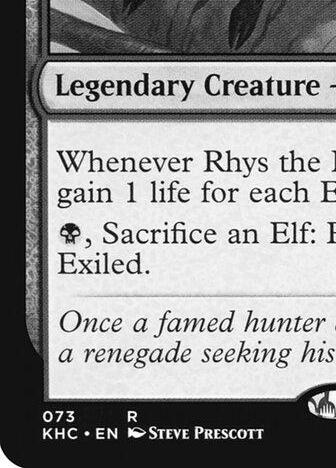 Legendary Creature –
Whenever Rhys the
gain 1 life for each
, Sacrifice an Elf:
Exiled.
Once a famed hunter
a renegade seeking his
073 R
KHC • EN Steve Prescott